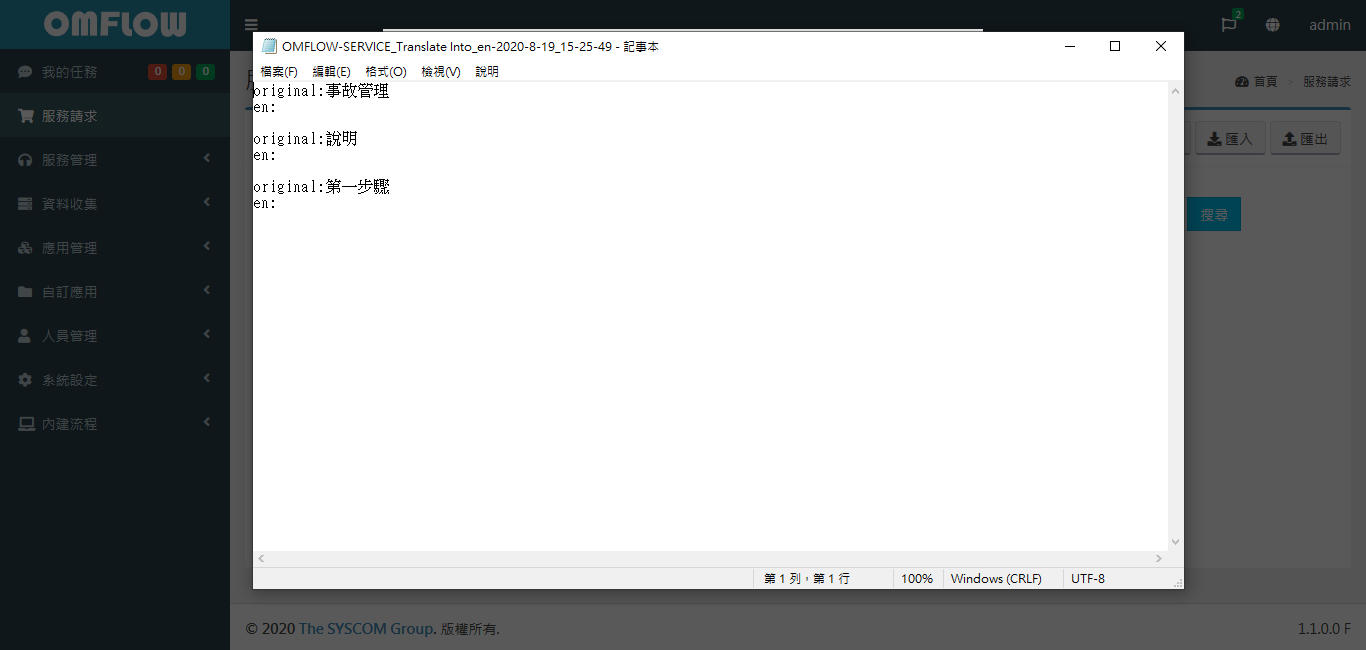 OMFLOW
2
admin
OMFLOW-SERVICE_Translate Into_en-2020-8-19_15-25-49 - 記事本
檔案(F) 編輯(E) 格式(O) 檢視(V) 說明
original:事故管理
en:
original:說明
en:
original:第一步驟
en:
第 1 列，第 1 行 100% Windows (CRLF) UTF-8
我的任務 0 0 0
服務請求
服務管理
資料收集
應用管理
自訂應用
人員管理
系統設定
內建流程
首頁 > 服務請求
匯入 匯出
搜尋
© 2020 The SYSCOM Group. 版權所有.
1.1.0.0 F